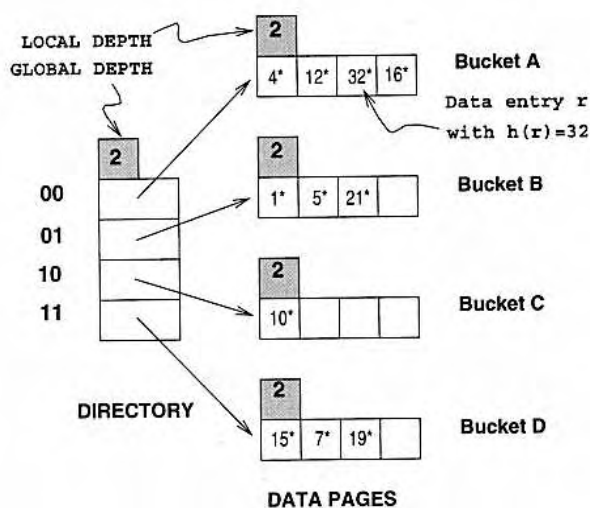 LOCAL DEPTH
GLOBAL DEPTH
2
00
01
10
11
DIRECTORY
2
4* 12* 32* 16*
Bucket A
Data entry r
with h(r)=32
2
1* 5* 21*
Bucket B
2
10*
Bucket C
2
15* 7* 19*
Bucket D
DATA PAGES